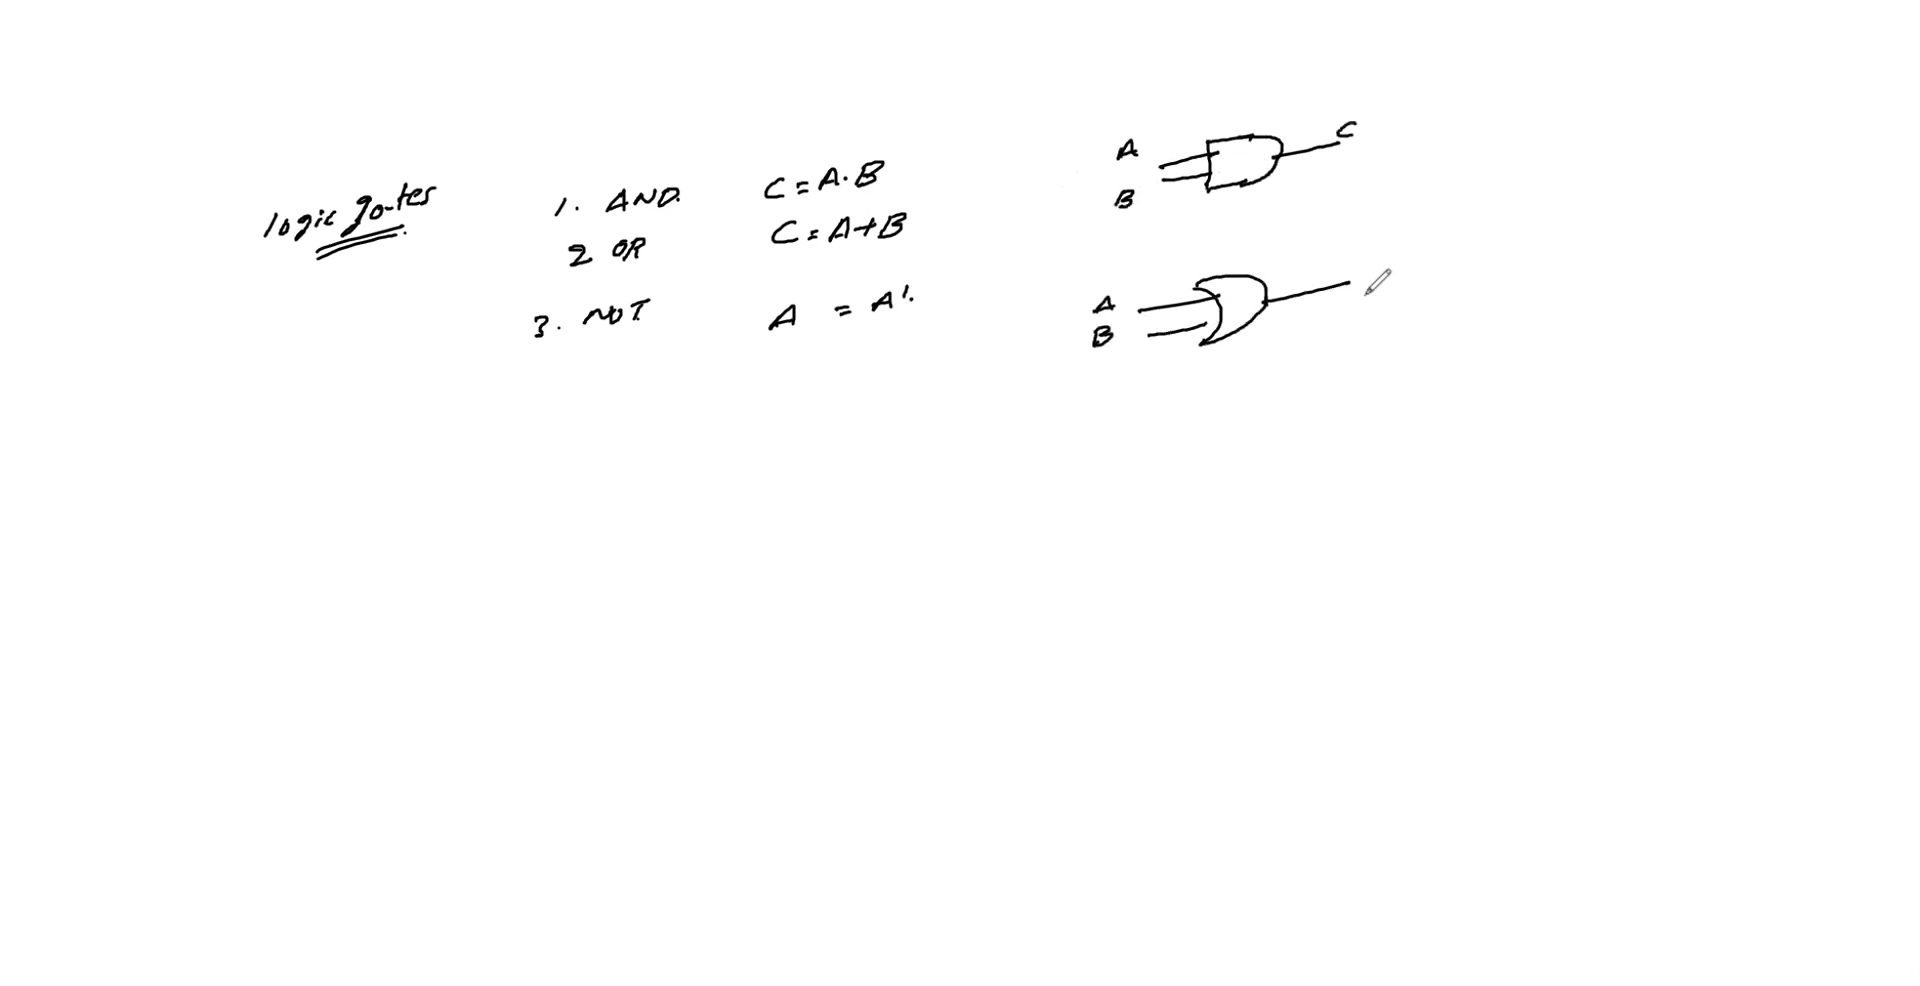 logic gates
1. AND. C = A · B
2 OR C = A + B
3. NOT A = A'.
A C
B
A
B